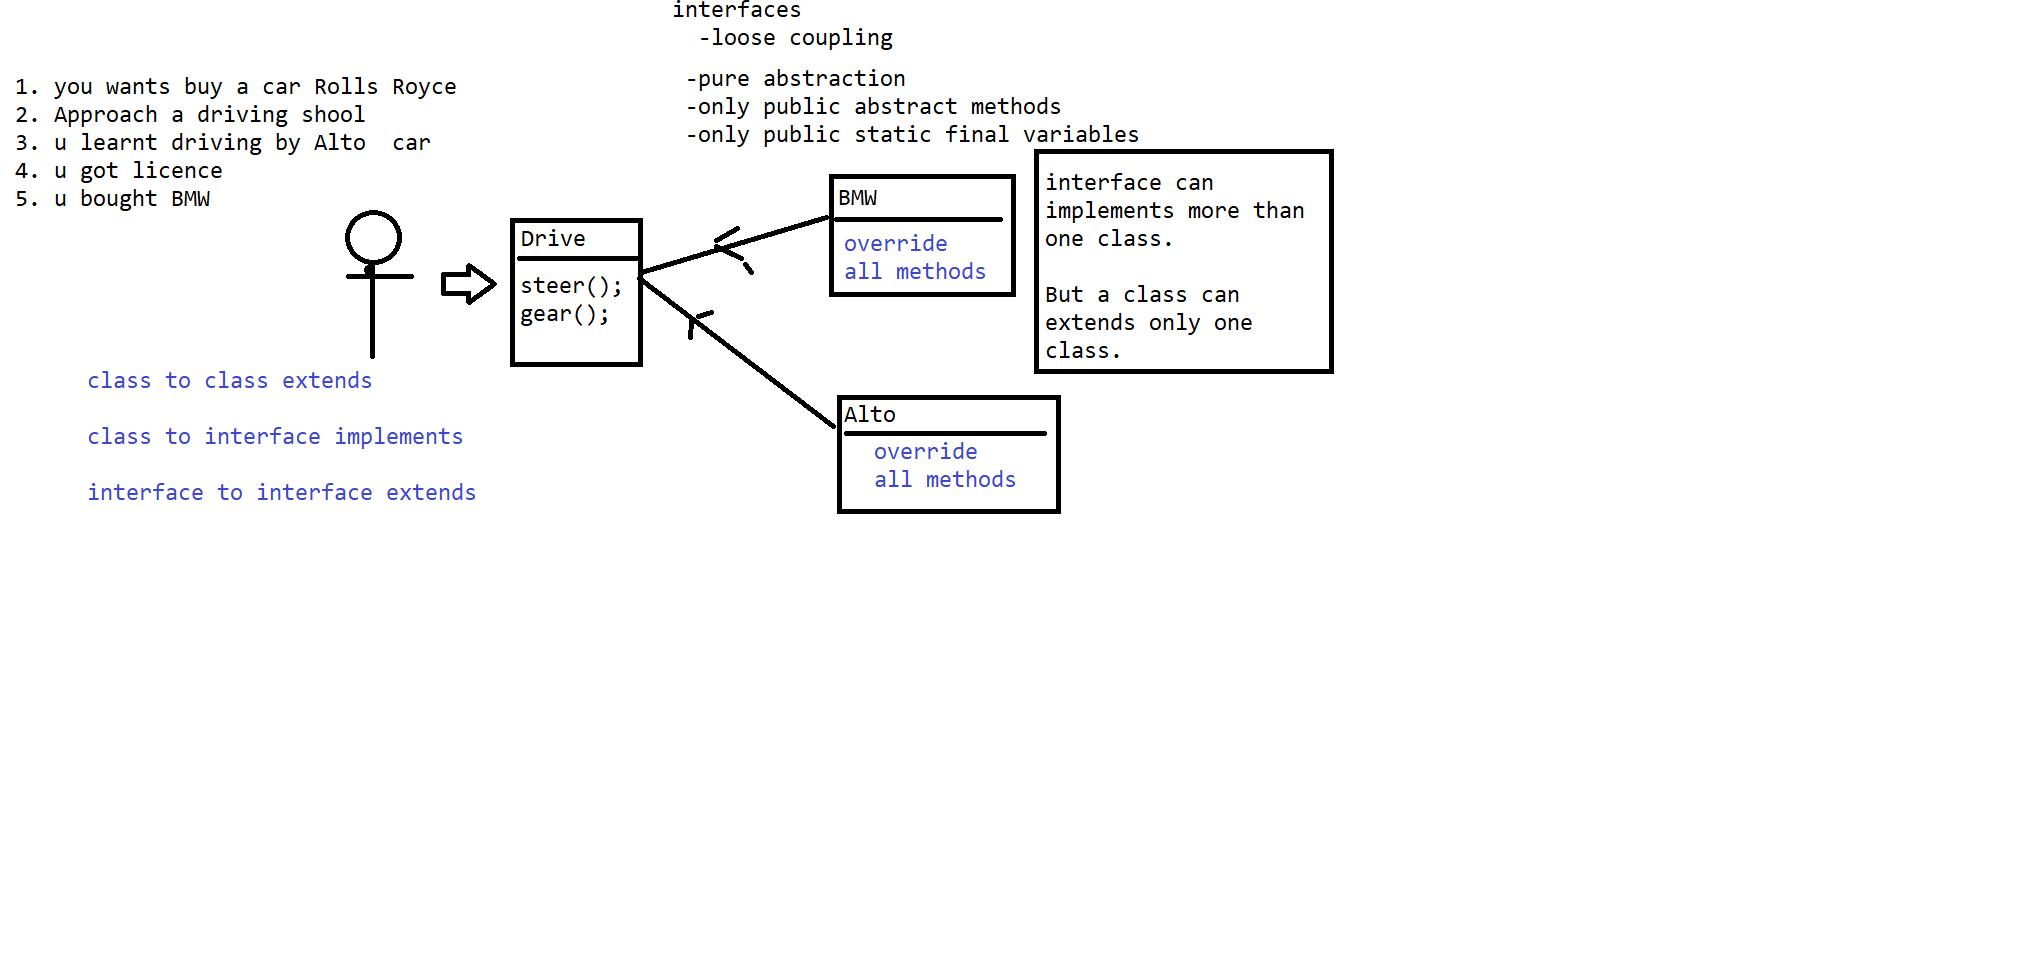 interfaces
-loose coupling
-pure abstraction
-only public abstract methods
-only public static final variables
1. you wants buy a car Rolls Royce
2. Approach a driving shool
3. u learnt driving by Alto  car
4. u got licence
5. u bought BMW
Drive
steer();
gear();
BMW
override
all methods
interface can
implements more than
one class.
But a class can
extends only one
class.
Alto
override
all methods
class to class extends
class to interface implements
interface to interface extends